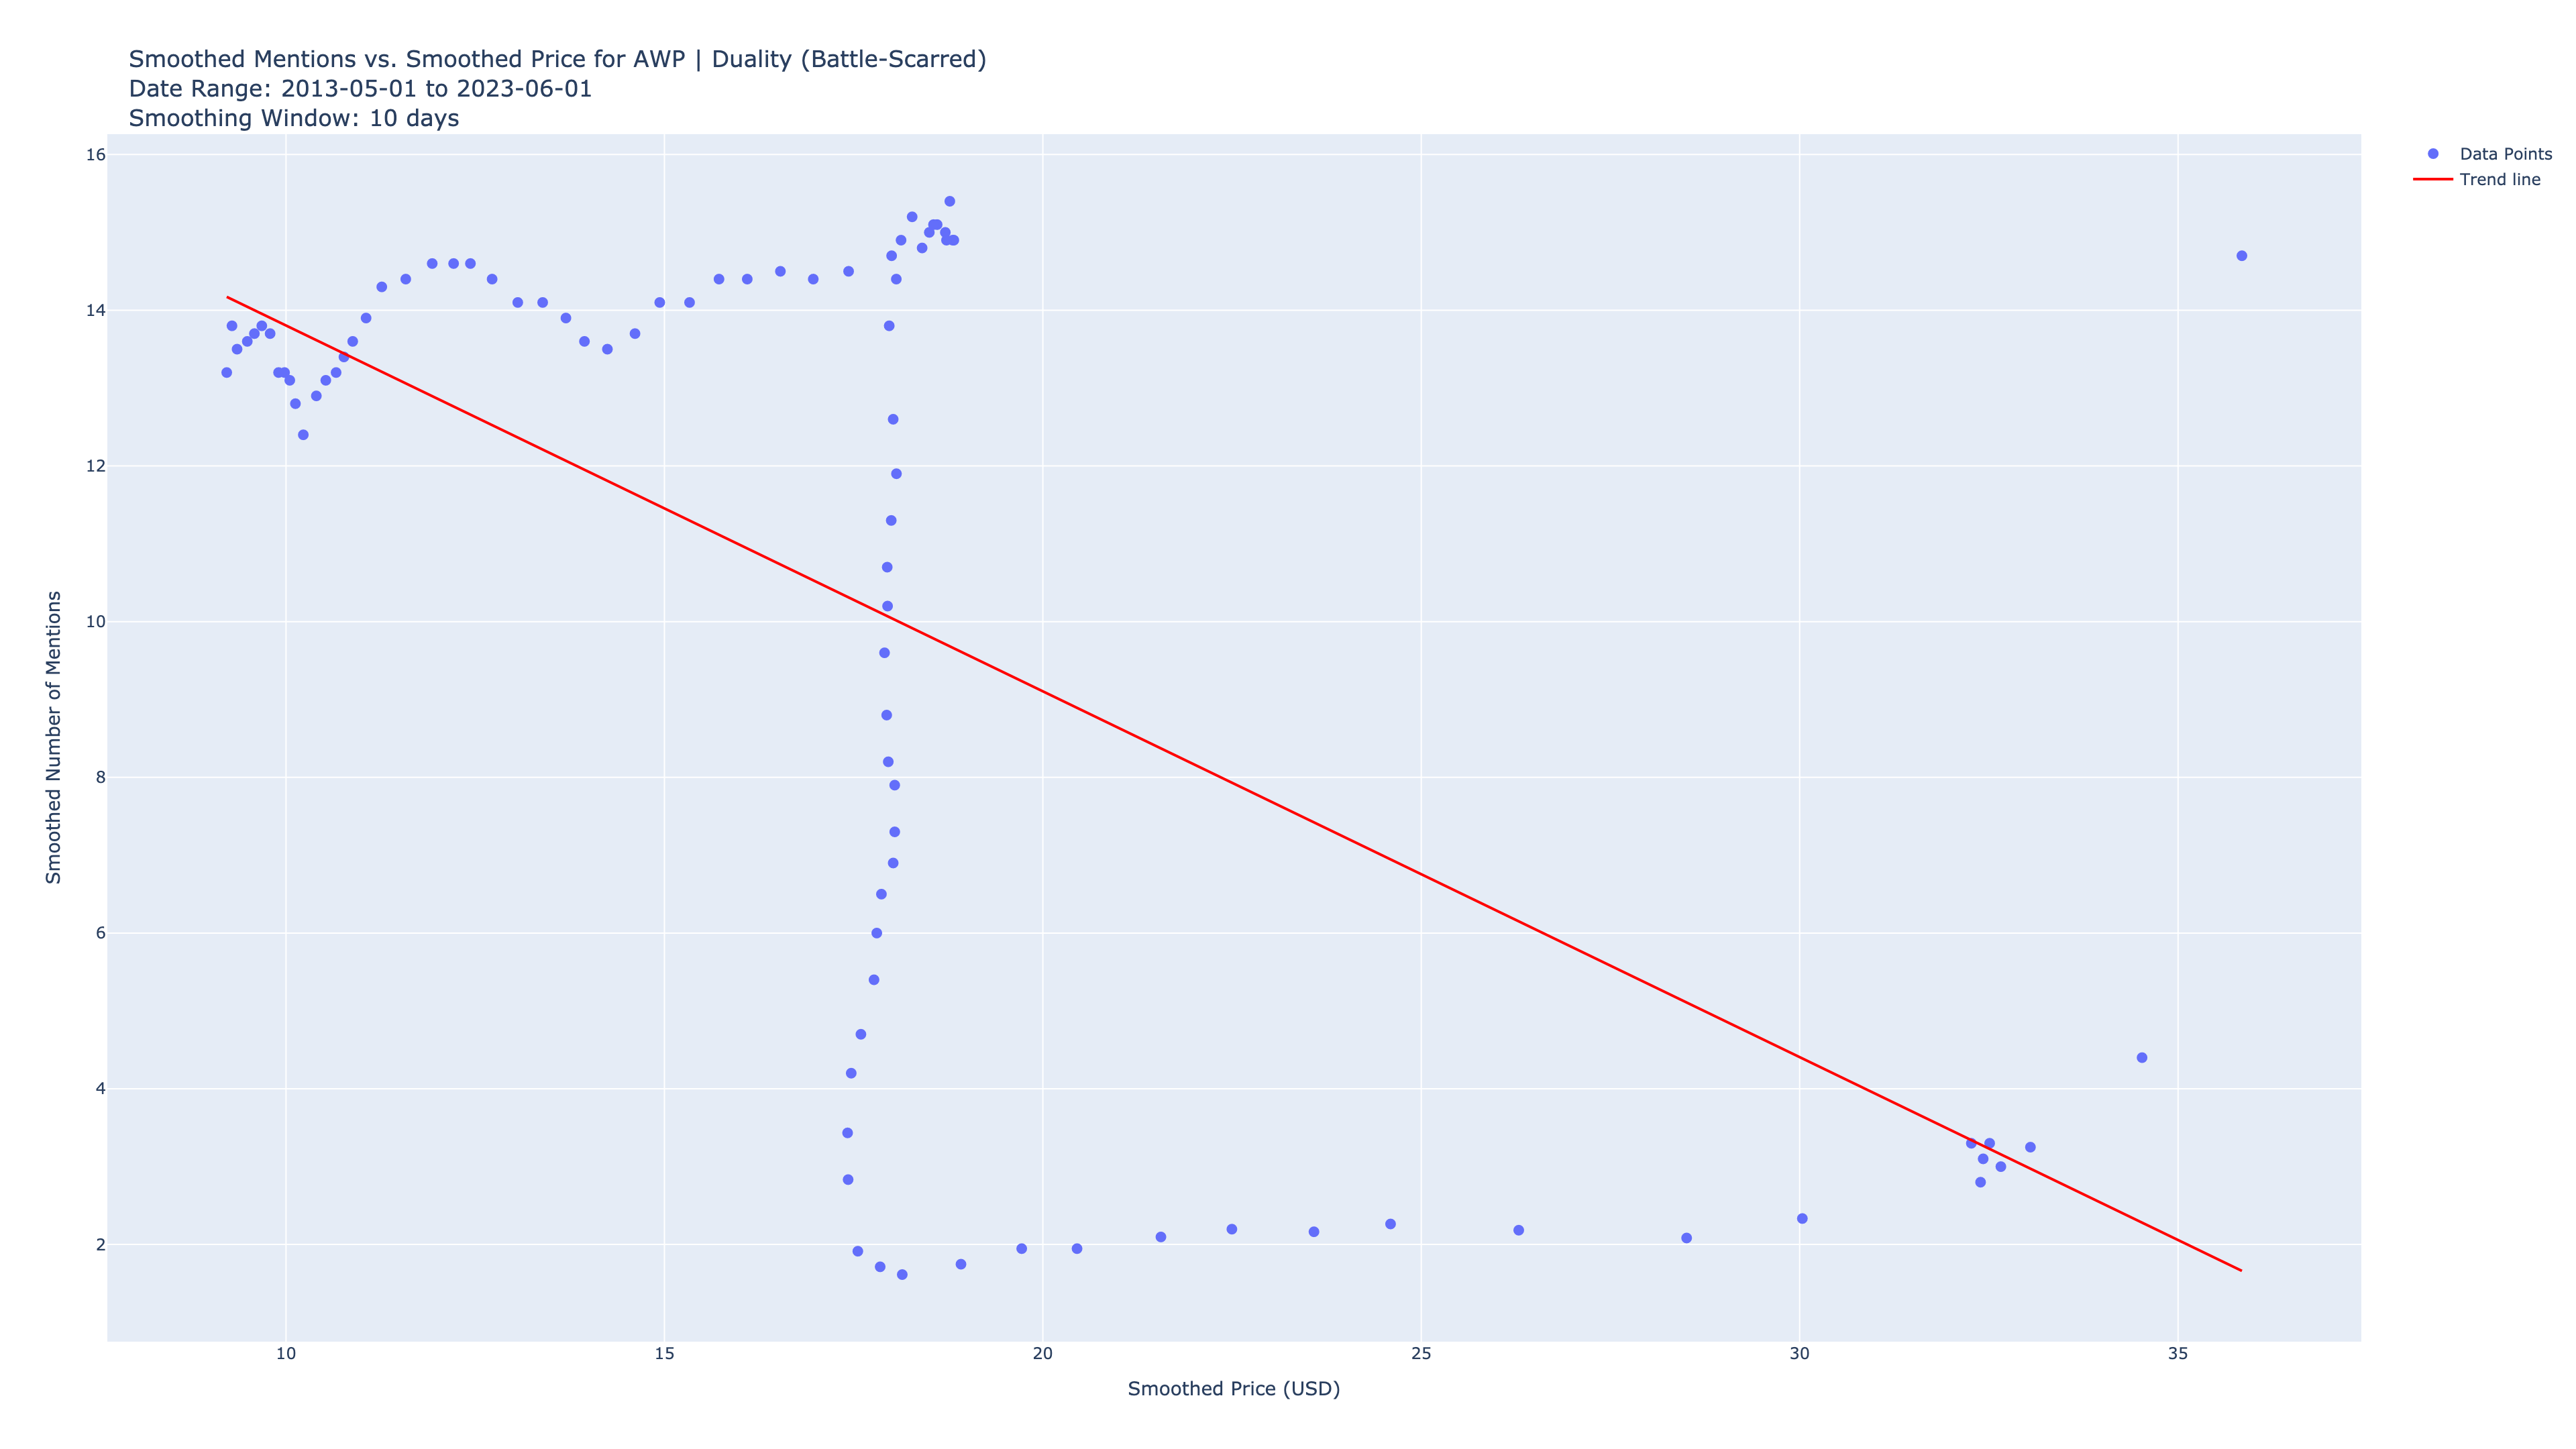 Smoothed Mentions vs. Smoothed Price for AWP | Duality (Battle-Scarred)
Date Range: 2013-05-01 to 2023-06-01
Smoothing Window: 10 days
Data Points
Trend line
Smoothed Number of Mentions
16
14
12
10
8
6
4
2
10
15
20
25
30
35
Smoothed Price (USD)